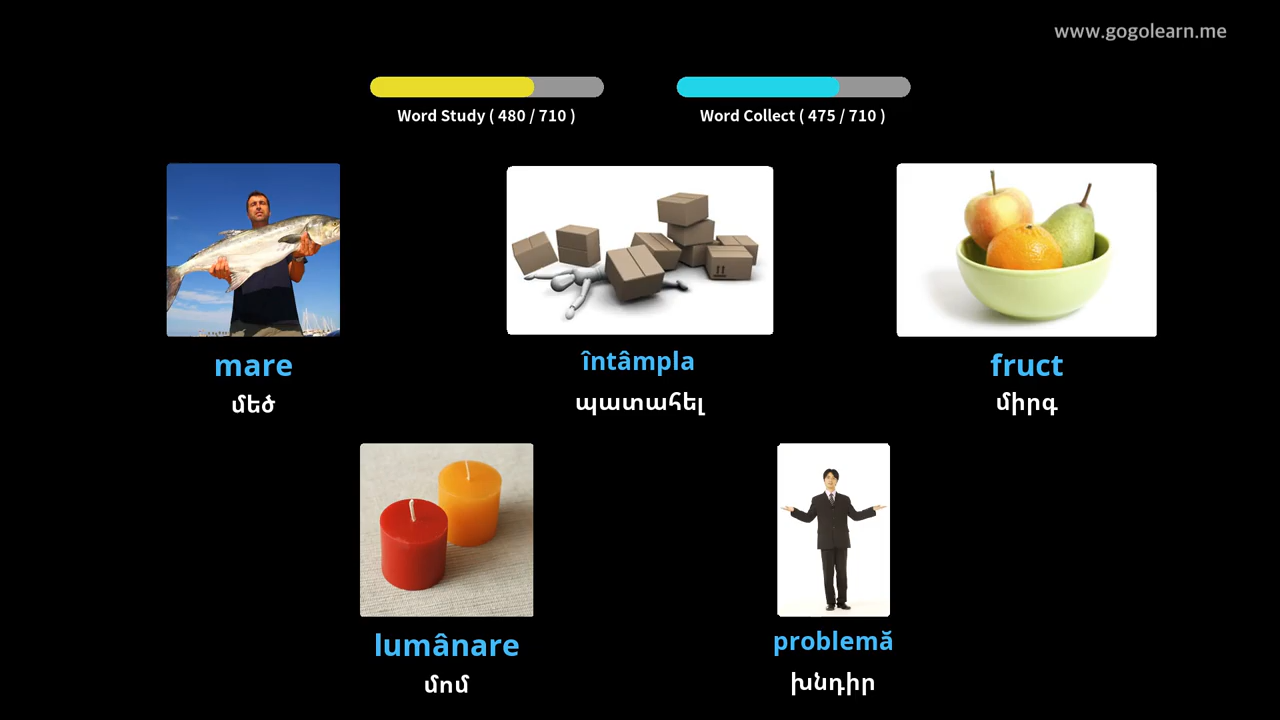 www.gogolearn.me
Word Study ( 480 / 710 )
Word Collect ( 475 / 710 )
mare
մեծ
întâmpla
պատահել
fruct
միրգ
lumânare
մոմ
problemă
խնդիր